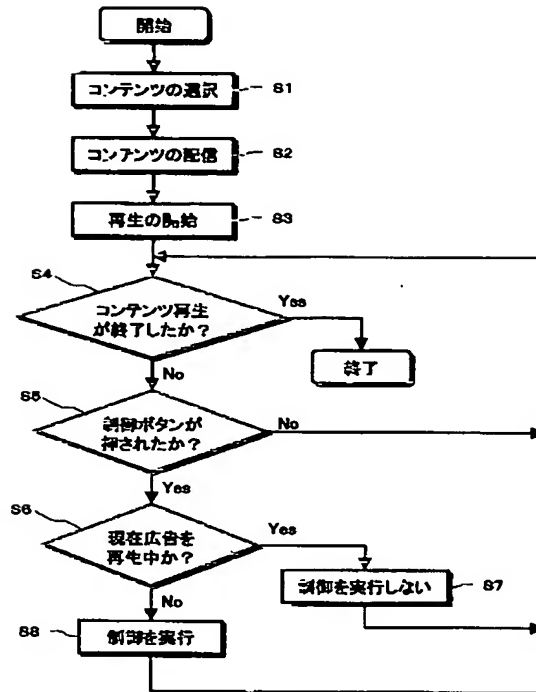 開始
コンテンツの選択
S1
コンテンツの配信
S2
再生の開始
S3
S4
コンテンツ再生
が終了したか?
Yes
終了
No
S5
制御ボタンが
押されたか?
No
Yes
S6
現在広告を
再生中か?
Yes
制御を実行しない
S7
No
S8
制御を実行